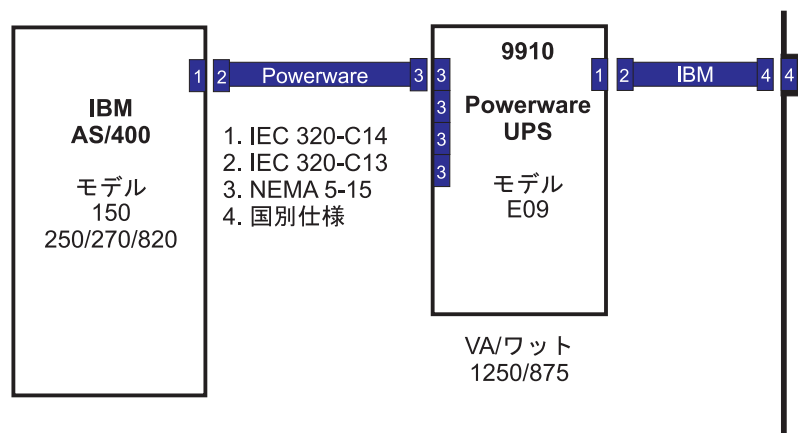 IBM
AS/400
モデル
150
250/270/820
1
2
Powerware
3
1. IEC 320-C14
2. IEC 320-C13
3. NEMA 5-15
4. 国別仕様
3
3
3
3
9910
Powerware
UPS
モデル
E09
1
VA/ワット
1250/875
2
IBM
4
4